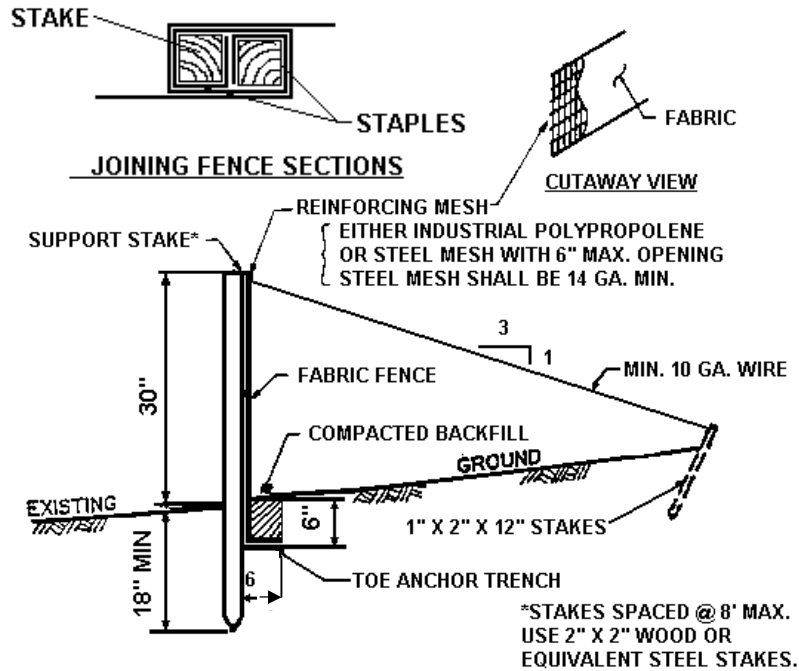 STAKE
STAPLES
JOINING FENCE SECTIONS
FABRIC
CUTAWAY VIEW
REINFORCING MESH
EITHER INDUSTRIAL POLYPROPOLENE
OR STEEL MESH WITH 6" MAX. OPENING
STEEL MESH SHALL BE 14 GA. MIN.
SUPPORT STAKE*
3
1
MIN. 10 GA. WIRE
30"
FABRIC FENCE
COMPACTED BACKFILL
GROUND
EXISTING
6"
1" X 2" X 12" STAKES
18" MIN
6
TOE ANCHOR TRENCH
*STAKES SPACED @ 8' MAX.
USE 2" X 2" WOOD OR
EQUIVALENT STEEL STAKES.